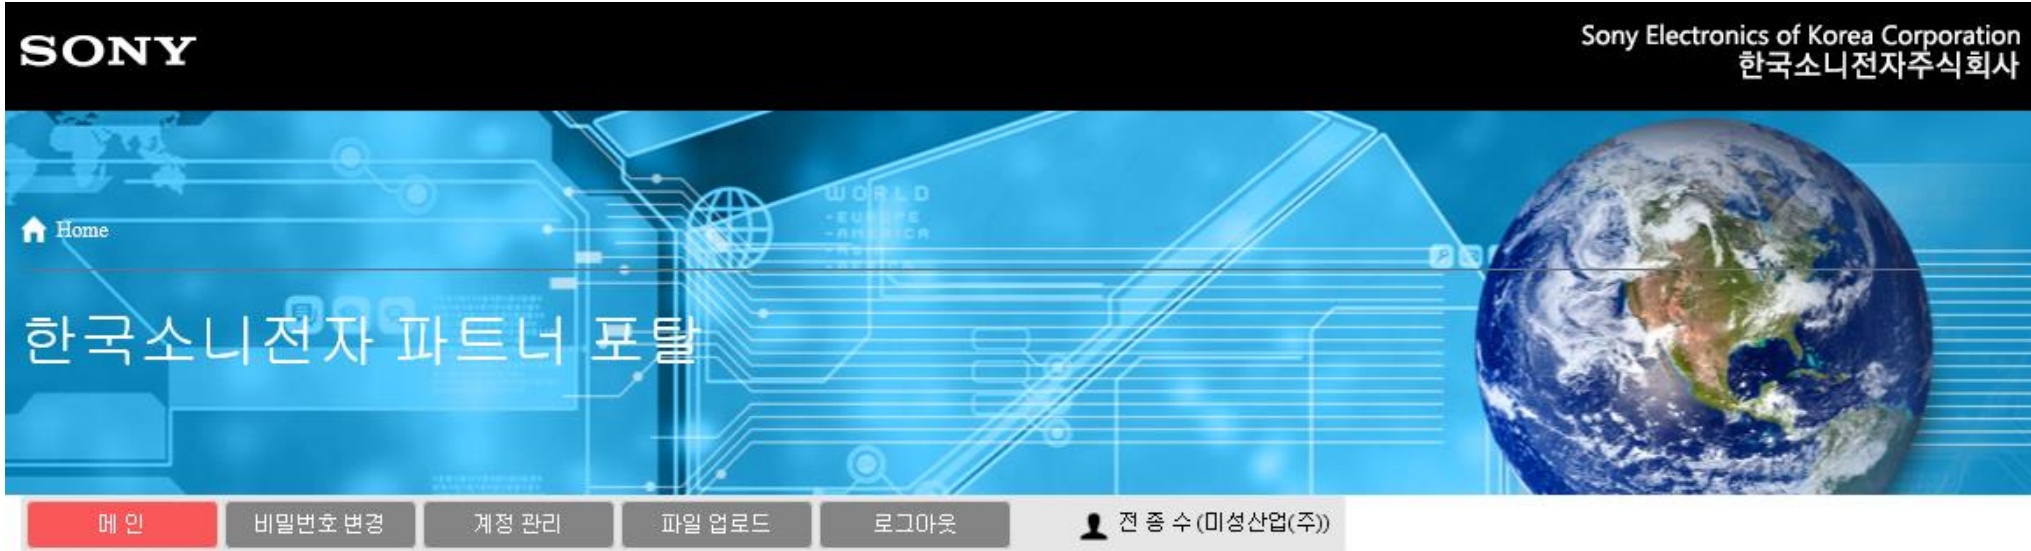 SONY
Sony Electronics of Korea Corporation
한국소니전자주식회사
WORLD
Home
한국소니전자 파트너 포탈
메 인
비밀번호 변경
계정 관리
파일 업로드
로그아웃
전 종 수 (미성산업(주))